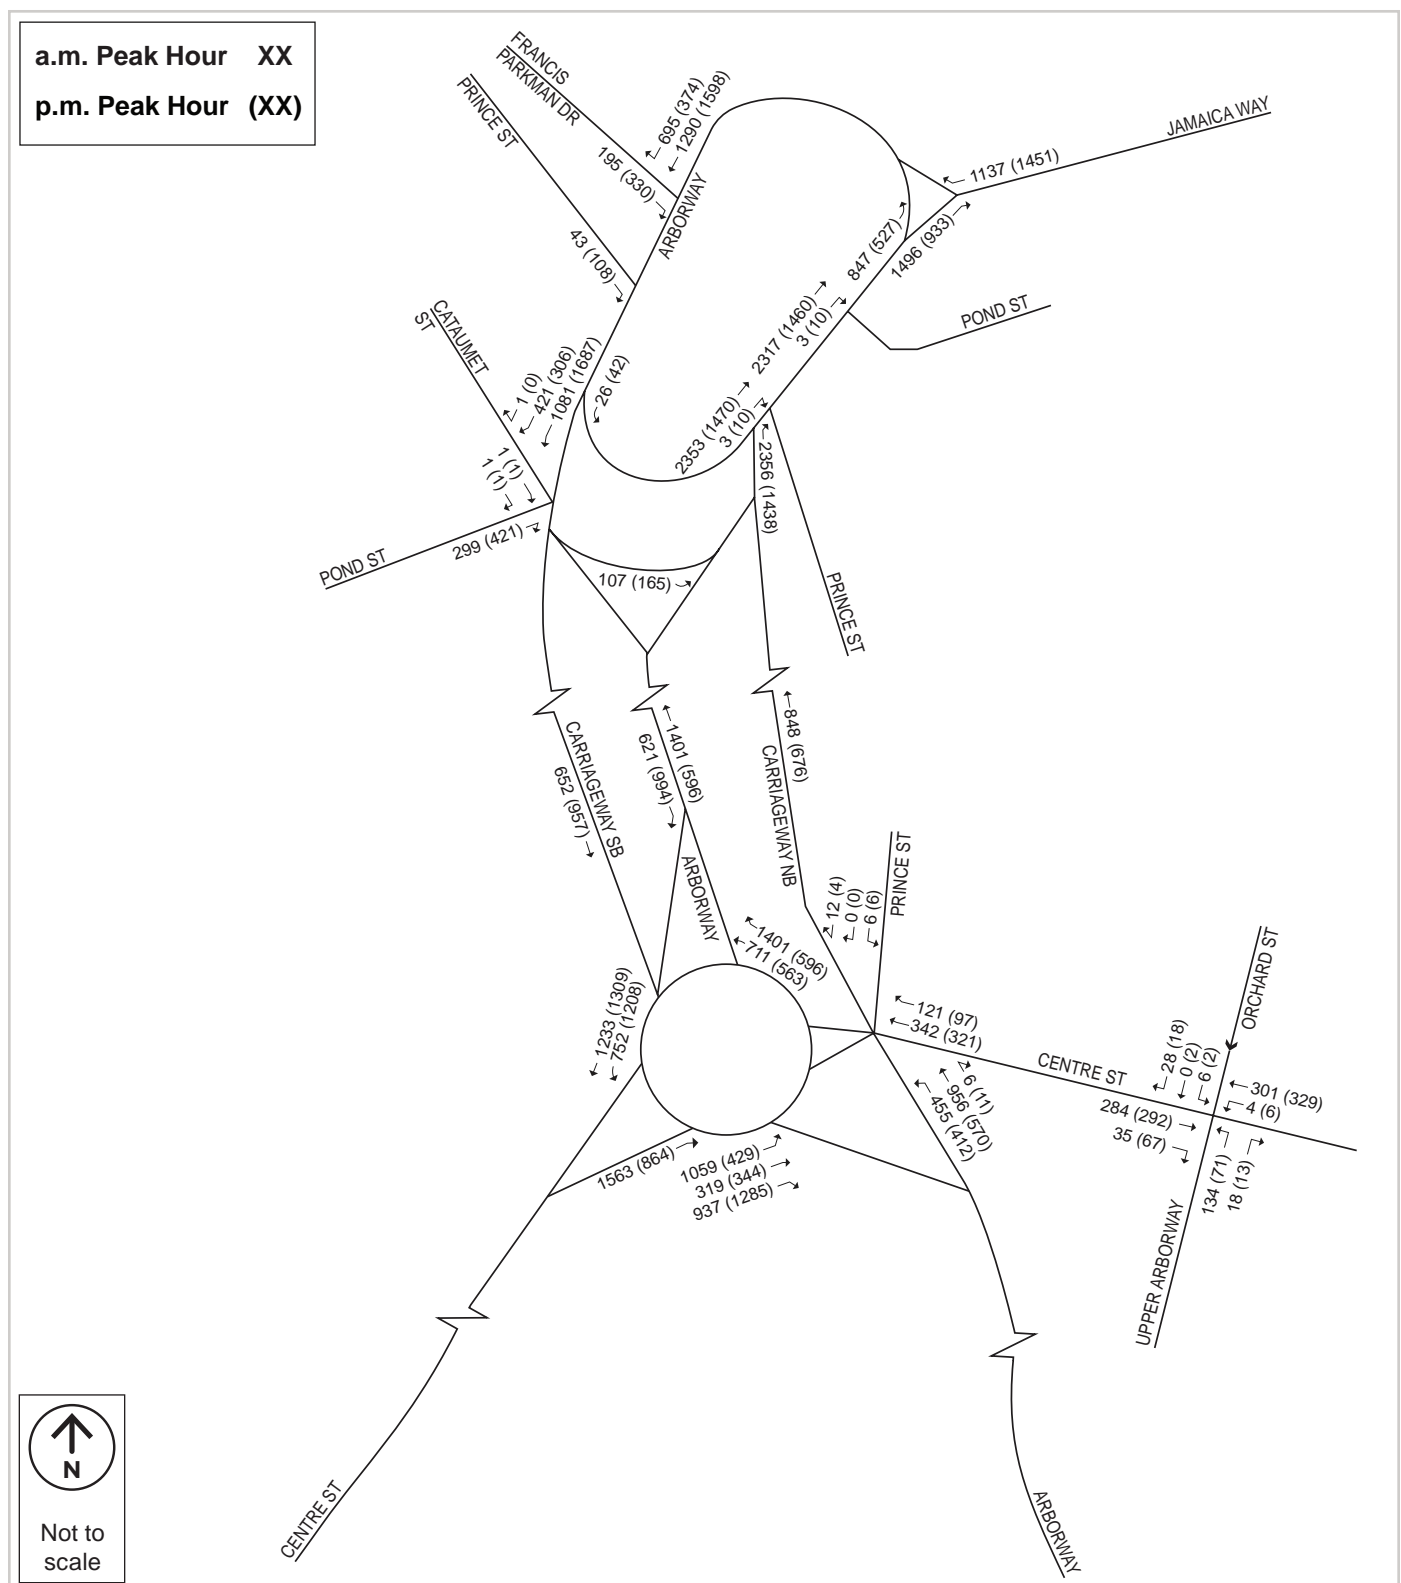 a.m. Peak Hour XX
p.m. Peak Hour (XX)
FRANCIS
PARKMAN DR
PRINCE ST
695 (374)
1290 (1598)
195 (330)
ARBORWAY
43 (108)
JAMAICA WAY
1137 (1451)
847 (527)
1496 (933)
POND ST
2317 (1460)
3 (10)
CATAUMET
ST
1 (0)
421 (306)
1081 (1687)
26 (42)
2353 (1470)
3 (10)
2356 (1438)
1 (1)
1 (1)
299 (421)
POND ST
107 (165)
PRINCE ST
848 (676)
1401 (596)
621 (994)
CARRIAGEWAY SB
652 (957)
CARRIAGEWAY NB
ARBORWAY
PRINCE ST
12 (4)
0 (0)
6 (6)
1401 (596)
711 (563)
1233 (1309)
752 (1208)
121 (97)
342 (321)
ORCHARD ST
CENTRE ST
28 (18)
0 (2)
6 (2)
301 (329)
4 (6)
284 (292)
35 (67)
6 (11)
956 (570)
455 (412)
134 (71)
18 (13)
1563 (864)
1059 (429)
319 (344)
937 (1285)
UPPER ARBORWAY
N
Not to
scale
CENTRE ST
ARBORWAY